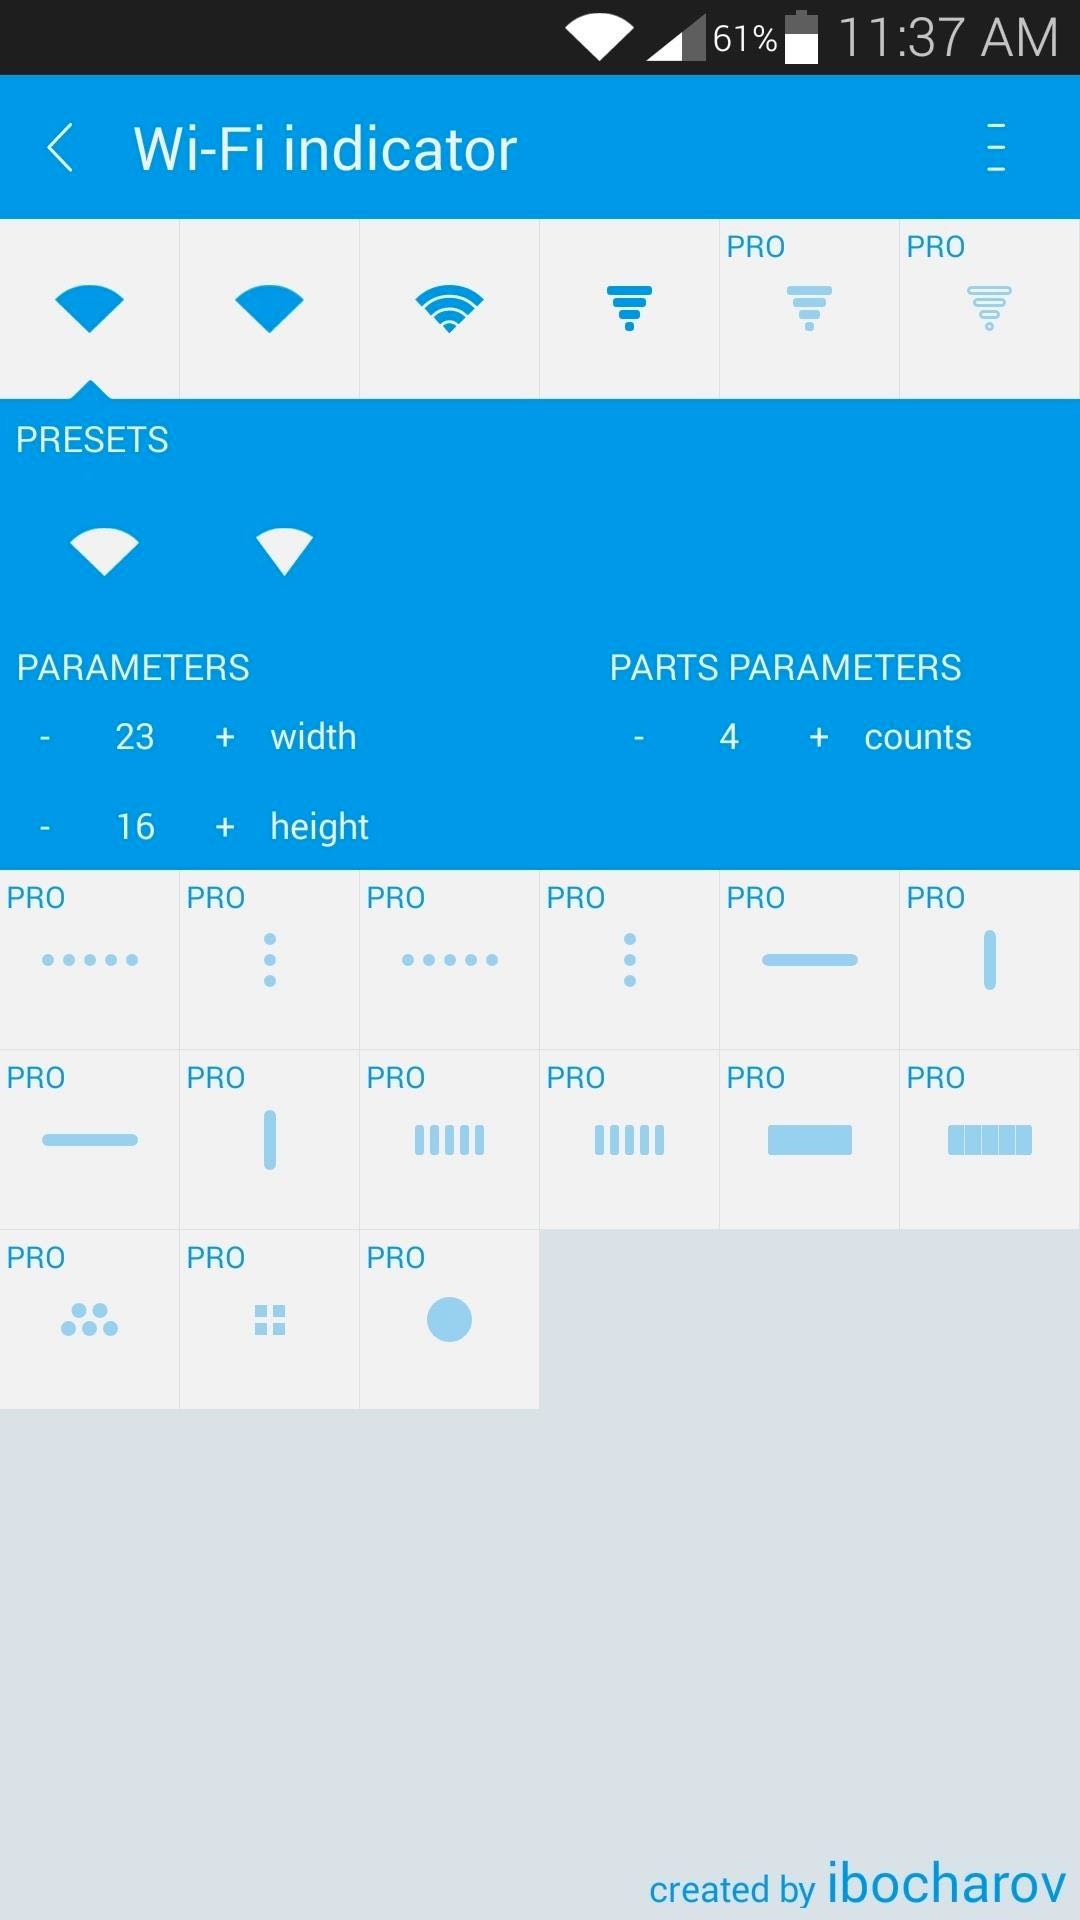 61% 11:37 AM
Wi-Fi indicator
PRO PRO
PRESETS
PARAMETERS PARTS PARAMETERS
- 23 + width - 4 + counts
- 16 + height
PRO PRO PRO PRO PRO PRO
PRO PRO PRO PRO PRO PRO
PRO PRO PRO
created by ibocharov